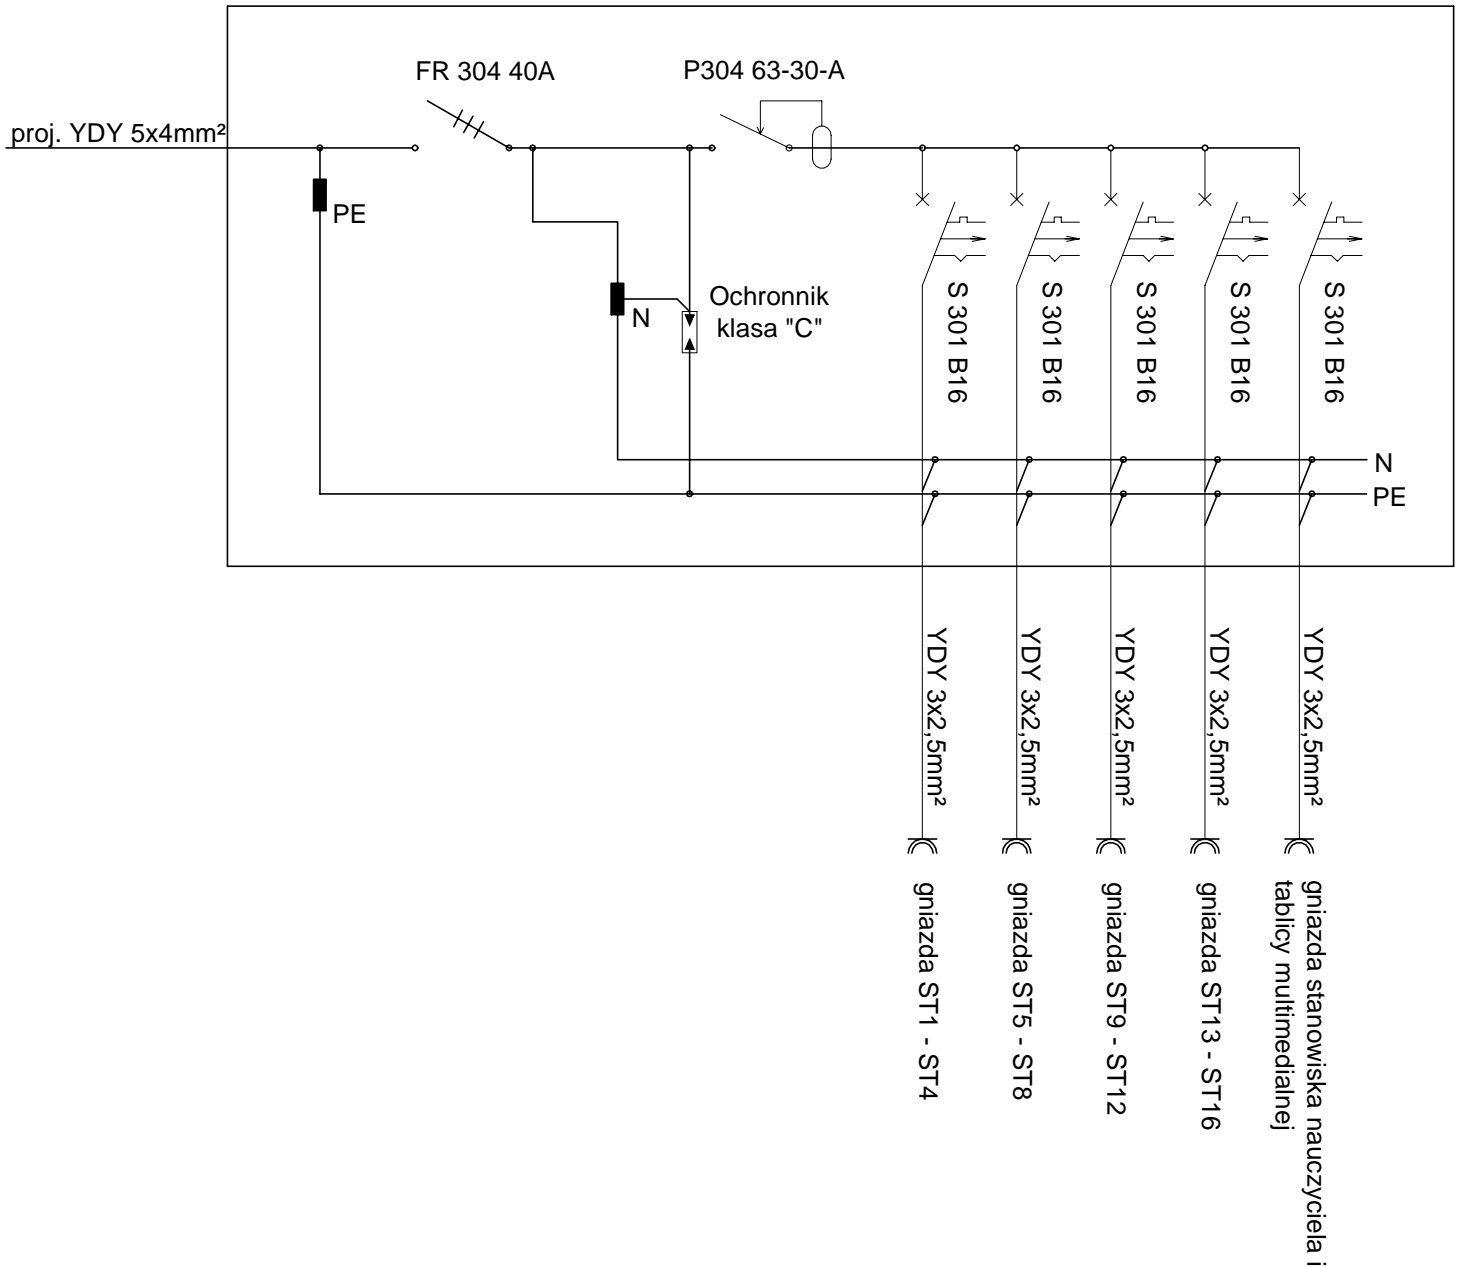 FR 304 40A
P304 63-30-A
proj. YDY 5x4mm²
PE
N
Ochronnik
klasa "C"
S 301 B16
S 301 B16
S 301 B16
S 301 B16
S 301 B16
N
PE
YDY 3x2,5mm²
YDY 3x2,5mm²
YDY 3x2,5mm²
YDY 3x2,5mm²
YDY 3x2,5mm²
gniazda ST1 - ST4
gniazda ST5 - ST8
gniazda ST9 - ST12
gniazda ST13 - ST16
gniazda stanowiska nauczyciela i
tablicy multimedialnej